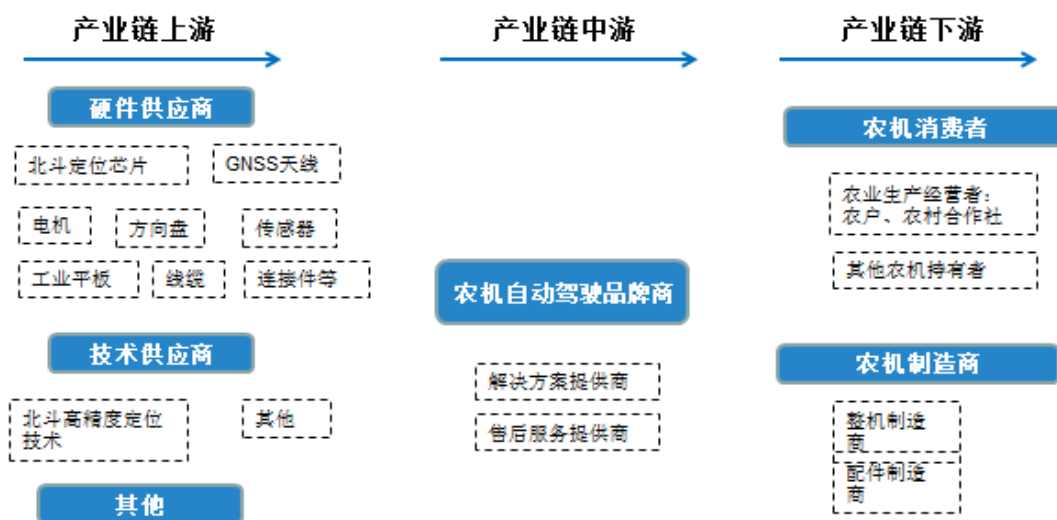 产业链上游
产业链中游
产业链下游
硬件供应商
北斗定位芯片
GNSS天线
电机
方向盘
传感器
工业平板
线缆
连接件等
技术供应商
北斗高精度定位
技术
其他
其他
农机自动驾驶品牌商
解决方案提供商
售后服务提供商
农机消费者
农业生产经营者：
农户、农村合作社
其他农机持有者
农机制造商
整机制造
商
配件制造
商